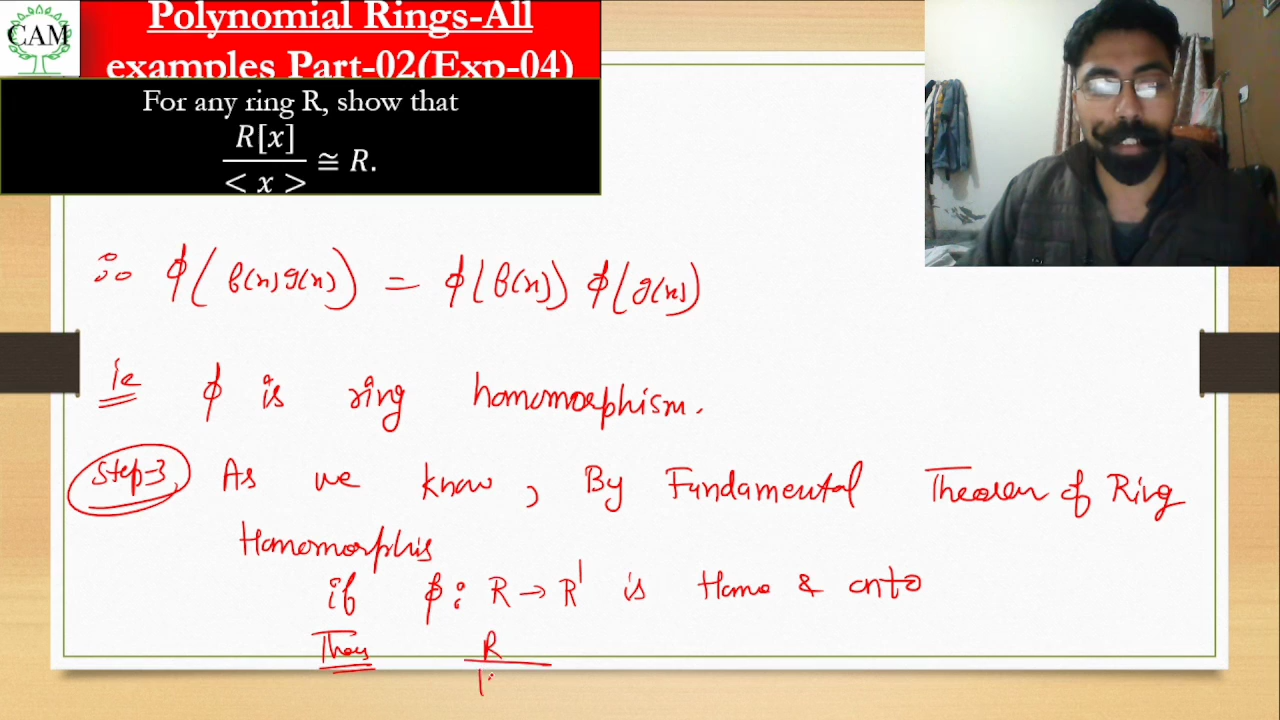 CAM
Polynomial Rings-All
examples Part-02(Exp-04)
For any ring R, show that
R[x]
< x >
≅ R.
∴ ϕ(f(x)g(x)) = ϕ(f(x)) ϕ(g(x))
ie ϕ is ring homomorphism.
Step-3, As we know, By Fundamental Theorem of Ring
Homomorphis
if ϕ: R → R' is Homo & onto
Then R